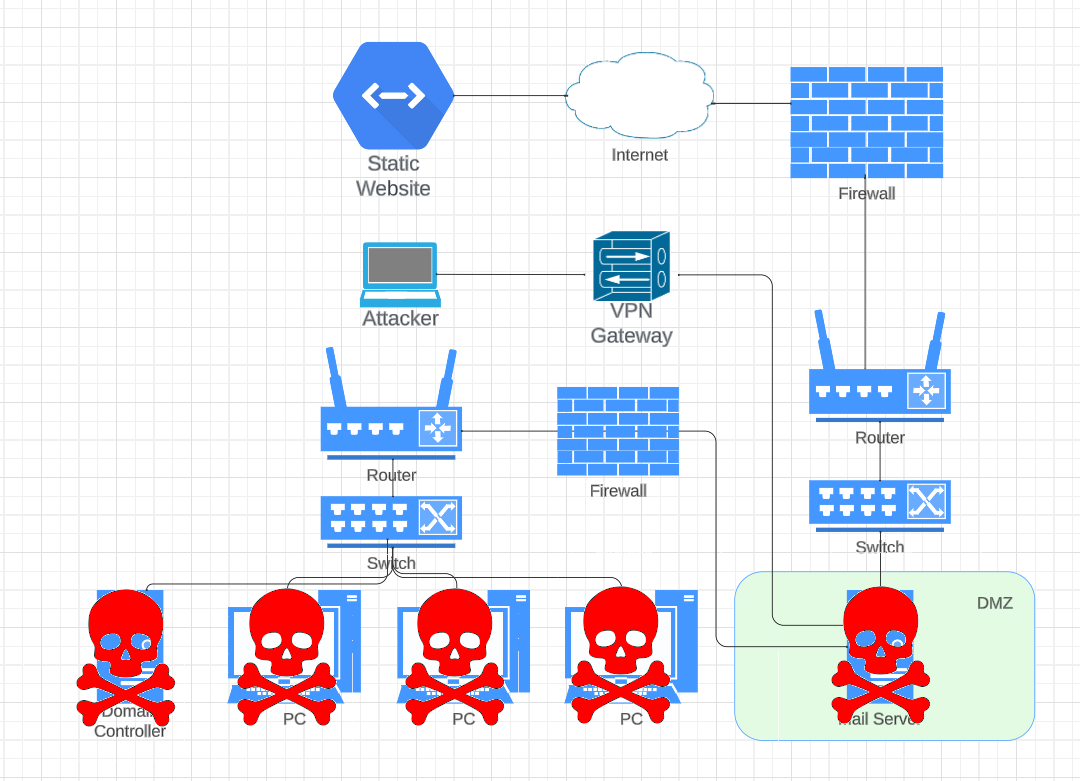 Static
Website
Internet
Firewall
Attacker
VPN
Gateway
Router
Firewall
Router
Switch
Switch
DMZ
Domain
Controller
PC
PC
PC
Mail Server